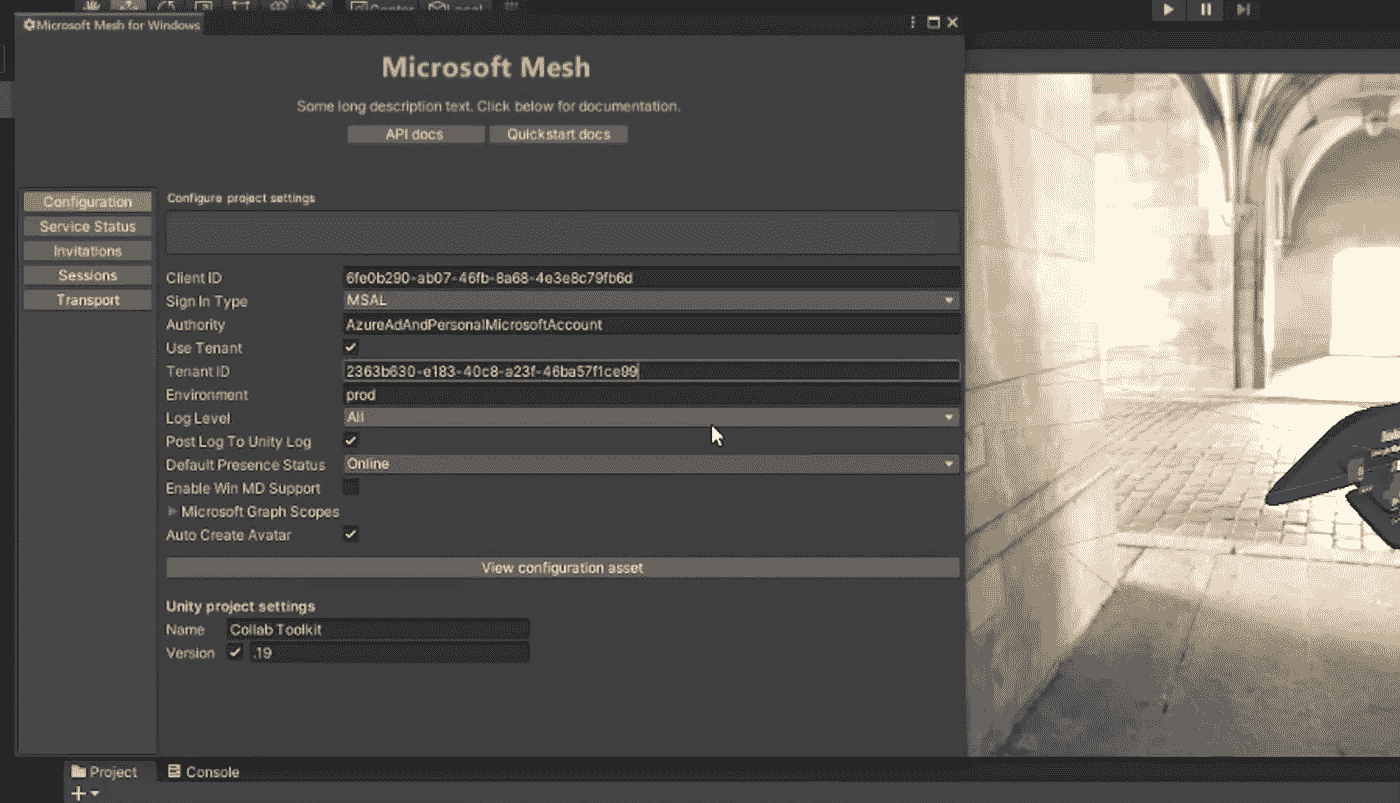 Center
Local
Microsoft Mesh for Windows
Microsoft Mesh
Some long description text. Click below for documentation.
API docs Quickstart docs
Configuration
Service Status
Invitations
Sessions
Transport
Configure project settings
Client ID 6fe0b290-ab07-46fb-8a68-4e3e8c79fb6d
Sign In Type MSAL
Authority AzureAdAndPersonalMicrosoftAccount
Use Tenant
Tenant ID 2363b630-e183-40c8-a23f-46ba57f1ce99
Environment prod
Log Level All
Post Log To Unity Log
Default Presence Status Online
Enable Win MD Support
Microsoft Graph Scopes
Auto Create Avatar
View configuration asset
Unity project settings
Name Collab Toolkit
Version .19
Project Console